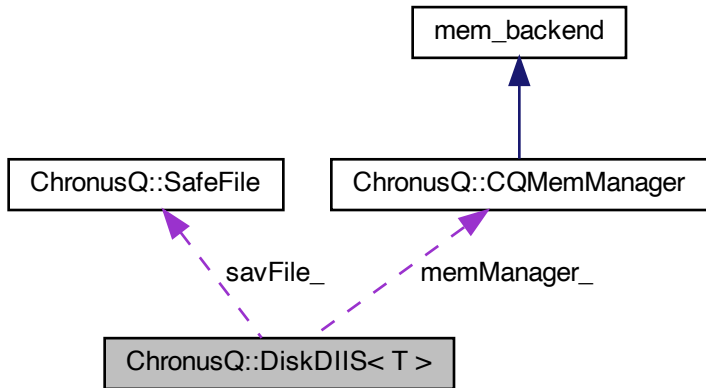 mem_backend
ChronusQ::SafeFile
ChronusQ::CQMemManager
savFile_
memManager_
ChronusQ::DiskDIIS< T >